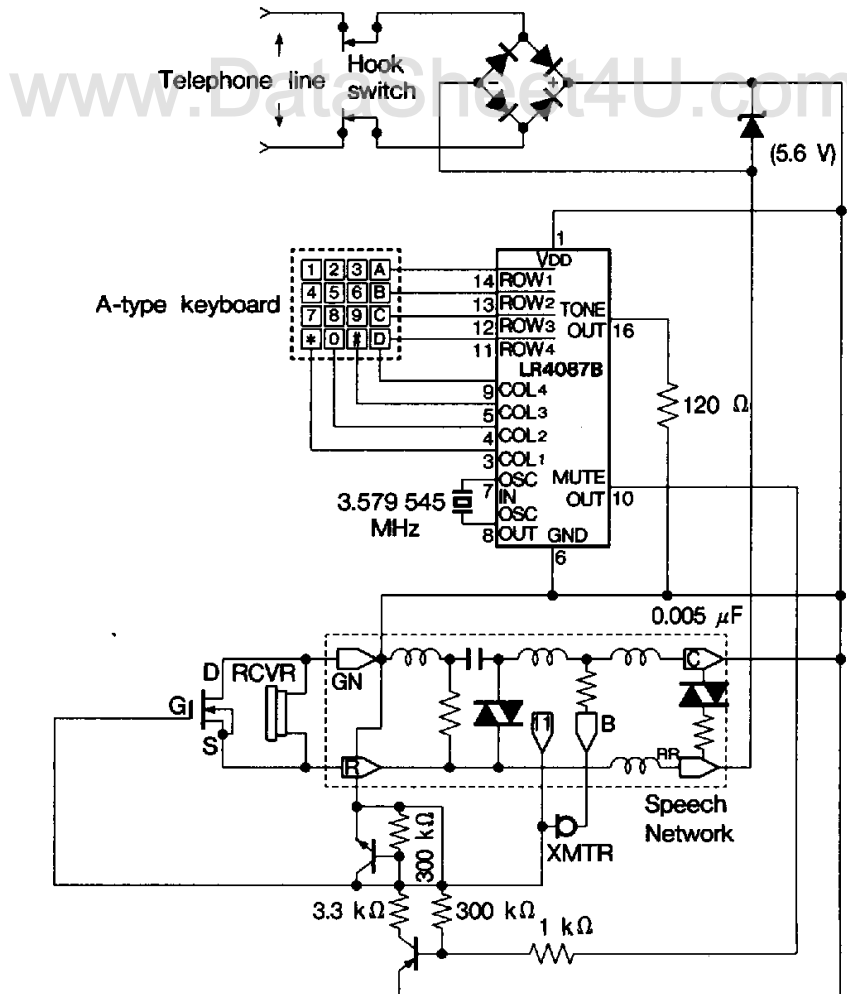 www.DataSheet4U.com
Telephone line
Hook
switch
- +
(5.6 V)
A-type keyboard
1 2 3 A
4 5 6 B
7 8 9 C
* 0 # D
1
VDD
14 ROW1
13 ROW2
12 ROW3
11 ROW4
TONE
OUT 16
LR4087B
9 COL4
5 COL3
4 COL2
3 COL1
120 Ω
OSC
7 IN
OSC
8 OUT
MUTE
OUT 10
GND
6
3.579 545
MHz
0.005 μF
D
G
S
RCVR
GN
R
T1
B
C
RR
Speech
Network
XMTR
300 kΩ
3.3 kΩ
300 kΩ
1 kΩ